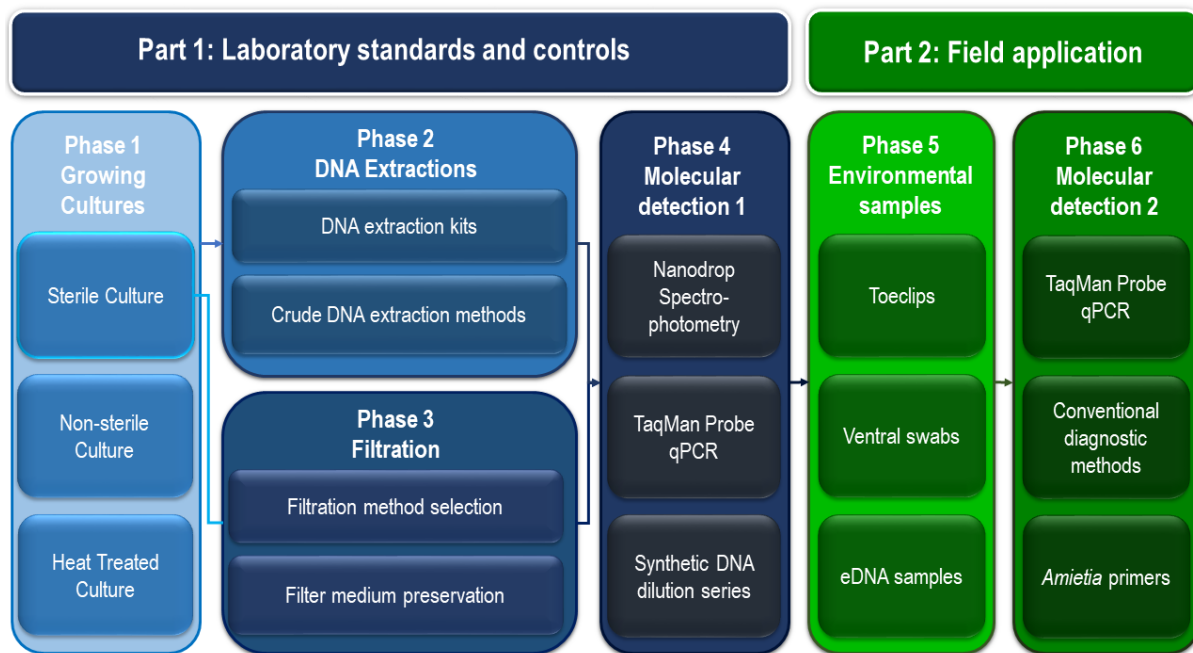 Part 1: Laboratory standards and controls
Part 2: Field application
Phase 1
Growing
Cultures
Sterile Culture
Non-sterile
Culture
Heat Treated
Culture
Phase 2
DNA Extractions
DNA extraction kits
Crude DNA extraction methods
Phase 3
Filtration
Filtration method selection
Filter medium preservation
Phase 4
Molecular
detection 1
Nanodrop
Spectro-
photometry
TaqMan Probe
qPCR
Synthetic DNA
dilution series
Phase 5
Environmental
samples
Toeclips
Ventral swabs
eDNA samples
Phase 6
Molecular
detection 2
TaqMan Probe
qPCR
Conventional
diagnostic
methods
Amietia primers